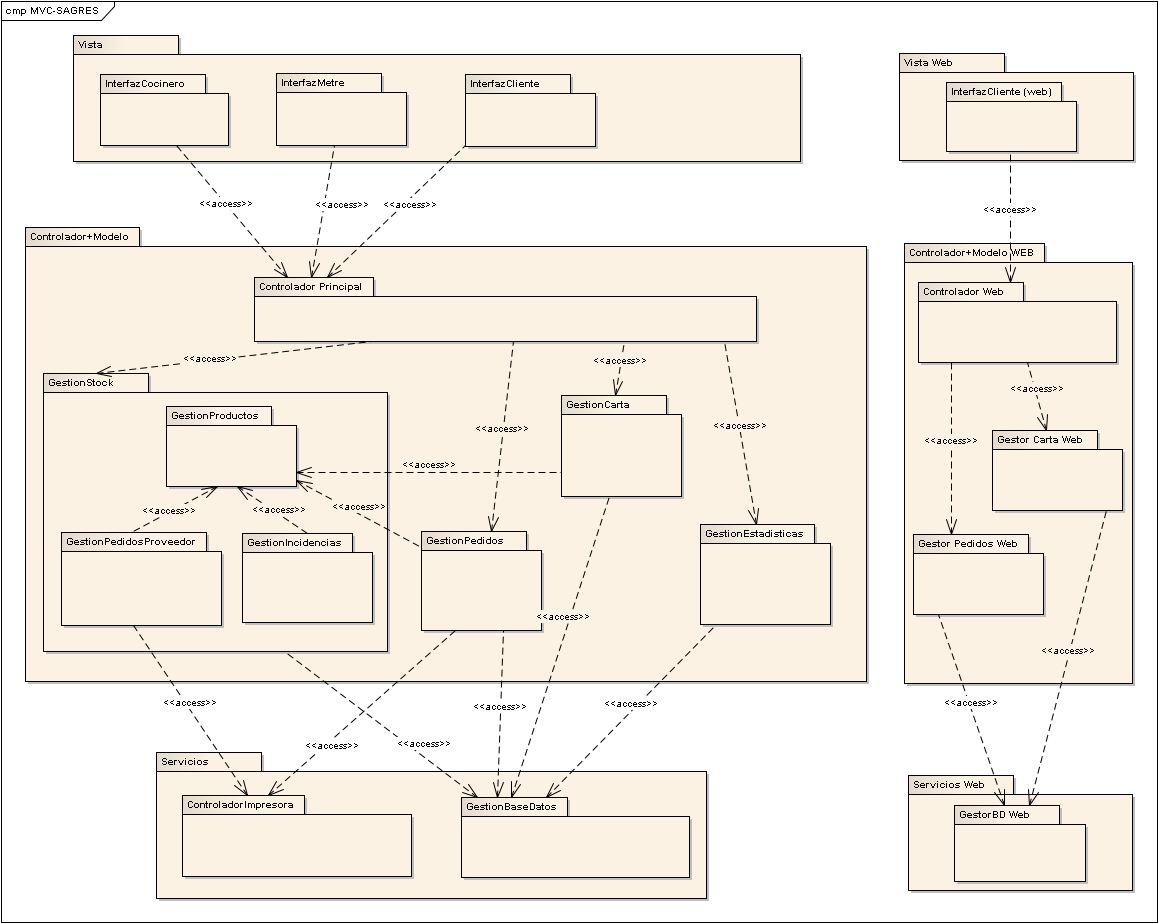 cmp MVC-SAGRES
Vista
Vista Web
InterfazCocinero
InterfazMetre
InterfazCliente
InterfazCliente (web)
<<access>>
<<access>>
<<access>>
<<access>>
Controlador+Modelo
Controlador+Modelo WEB
Controlador Principal
Controlador Web
<<access>>
<<access>>
GestionStock
<<access>>
GestionCarta
GestionProductos
<<access>>
<<access>>
<<access>>
Gestor Carta Web
<<access>>
<<access>>
<<access>>
<<access>>
<<access>>
GestionPedidosProveedor
GestionIncidencias
GestionPedidos
GestionEstadisticas
Gestor Pedidos Web
<<access>>
<<access>>
<<access>>
<<access>>
<<access>>
<<access>>
<<access>>
<<access>>
Servicios
Servicios Web
ControladorImpresora
GestionBaseDatos
GestorBD Web